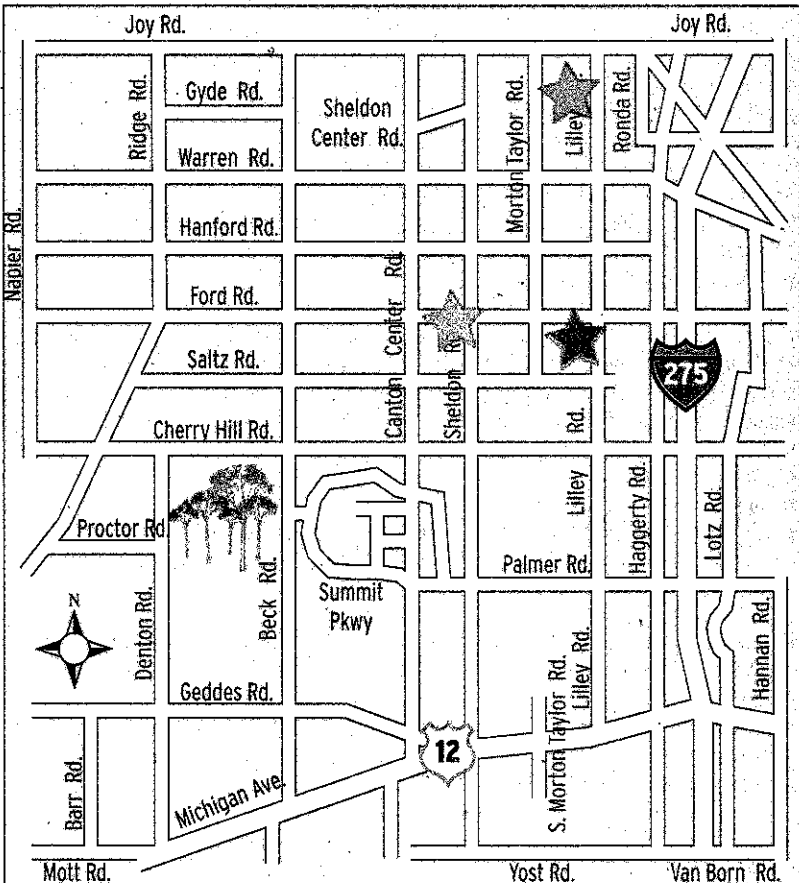 Joy Rd.
Joy Rd.
Ridge Rd.
Gyde Rd.
Sheldon
Center Rd.
Morton Taylor Rd.
Lilley
Ronda Rd.
Warren Rd.
Napier Rd.
Hanford Rd.
Canton Center Rd.
Ford Rd.
Sheldon Rd.
Saltz Rd.
275
Cherry Hill Rd.
Lilley Rd.
Haggerty Rd.
Lotz Rd.
Proctor Rd.
Palmer Rd.
Beck Rd.
Summit
Pkwy
N
Denton Rd.
Hannan Rd.
Geddes Rd.
S. Morton Taylor Rd.
Lilley Rd.
12
Barr Rd.
Michigan Ave.
Mott Rd.
Yost Rd.
Van Born Rd.